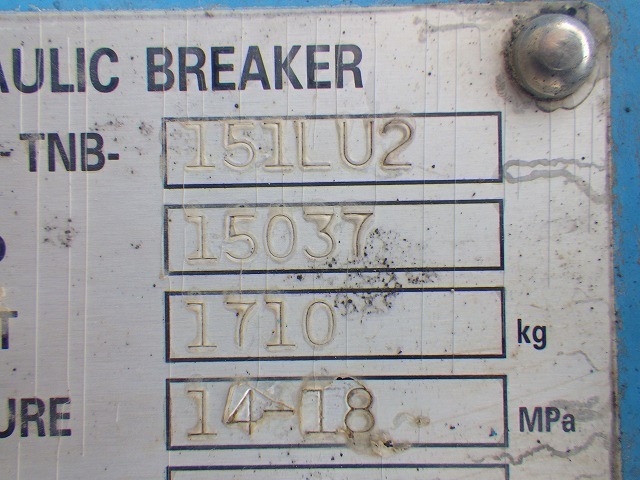 AULIC BREAKER
-TNB- 151LU2
15037
T 1710 kg
URE 14-18 MPa